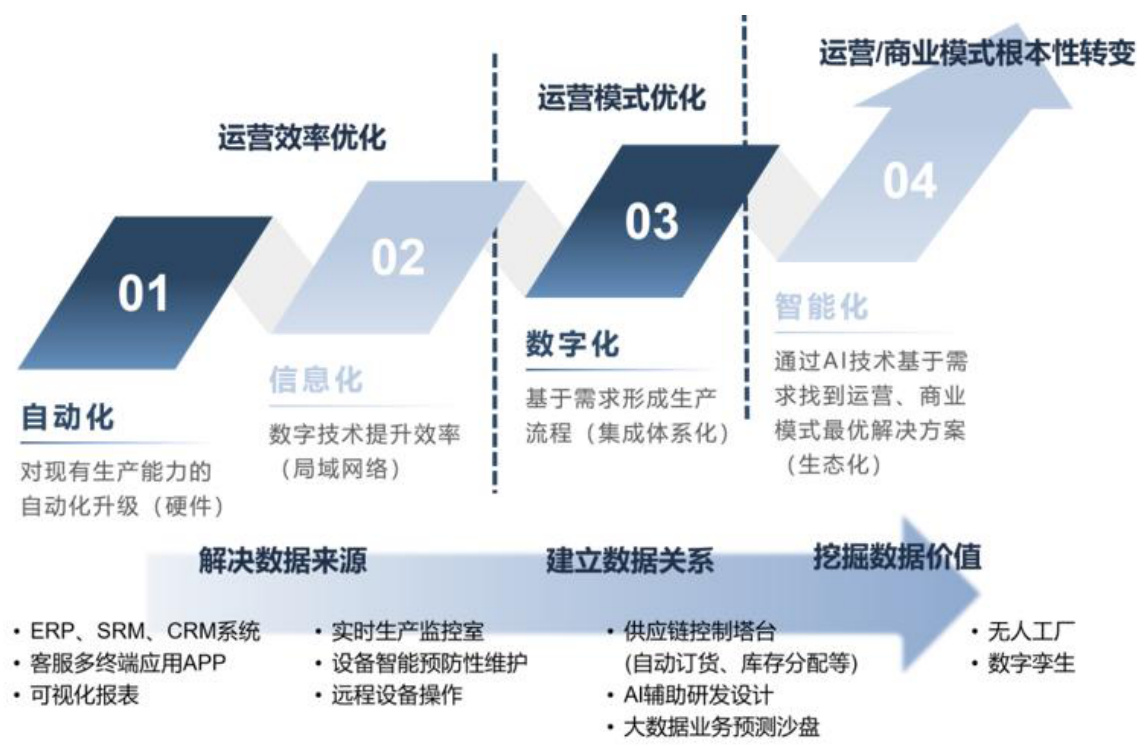 运营/商业模式根本性转变
运营模式优化
运营效率优化
01
02
03
04
自动化
对现有生产能力的
自动化升级（硬件）
信息化
数字技术提升效率
（局域网络）
数字化
基于需求形成生产
流程（集成体系化）
智能化
通过AI技术基于需
求找到运营、商业
模式最优解决方案
（生态化）
解决数据来源
建立数据关系
挖掘数据价值
• ERP、SRM、CRM系统
• 客服多终端应用APP
• 可视化报表
• 实时生产监控室
• 设备智能预防性维护
• 远程设备操作
• 供应链控制塔台
(自动订货、库存分配等)
• AI辅助研发设计
• 大数据业务预测沙盘
• 无人工厂
• 数字孪生